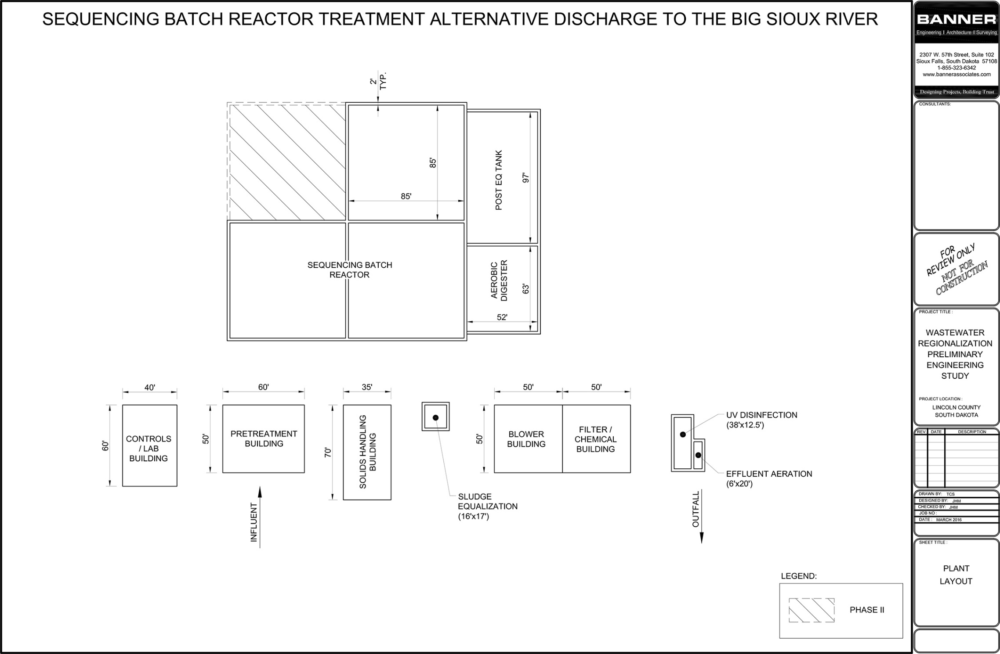 SEQUENCING BATCH REACTOR TREATMENT ALTERNATIVE DISCHARGE TO THE BIG SIOUX RIVER
2'
TYP.
85'
85'
POST EQ TANK
97'
SEQUENCING BATCH
REACTOR
AEROBIC
DIGESTER
63'
52'
40'
60'
CONTROLS
/ LAB
BUILDING
60'
50'
PRETREATMENT
BUILDING
INFLUENT
35'
70'
SOLIDS HANDLING
BUILDING
SLUDGE
EQUALIZATION
(16'x17')
50'
50'
50'
BLOWER
BUILDING
FILTER /
CHEMICAL
BUILDING
UV DISINFECTION
(38'x12.5')
EFFLUENT AERATION
(6'x20')
OUTFALL
LEGEND:
PHASE II
BANNER
Engineering | Architecture | Surveying
2307 W. 57th Street, Suite 102
Sioux Falls, South Dakota 57108
1-855-323-6342
www.bannerassociates.com
Designing Projects, Building Trust
CONSULTANTS:
FOR
REVIEW ONLY
NOT FOR
CONSTRUCTION
PROJECT TITLE :
WASTEWATER
REGIONALIZATION
PRELIMINARY
ENGINEERING
STUDY
PROJECT LOCATION :
LINCOLN COUNTY
SOUTH DAKOTA
REV. DATE DESCRIPTION
DRAWN BY: TCS
DESIGNED BY: JHM
CHECKED BY: JHM
JOB NO :
DATE : MARCH 2016
SHEET TITLE :
PLANT
LAYOUT